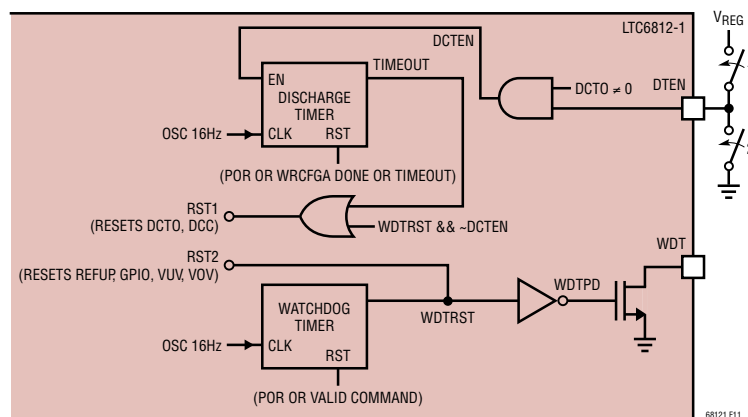 LTC6812-1
VREG
DCTEN
TIMEOUT
EN
DISCHARGE
TIMER
DCTO ≠ 0
DTEN
OSC 16Hz
CLK
RST
(POR OR WRCFGA DONE OR TIMEOUT)
RST1
(RESETS DCTO, DCC)
WDTRST && ~DCTEN
RST2
(RESETS REFUP, GPIO, VUV, VOV)
WDT
WATCHDOG
TIMER
WDTRST
WDTPD
OSC 16Hz
CLK
RST
(POR OR VALID COMMAND)
68121 F11